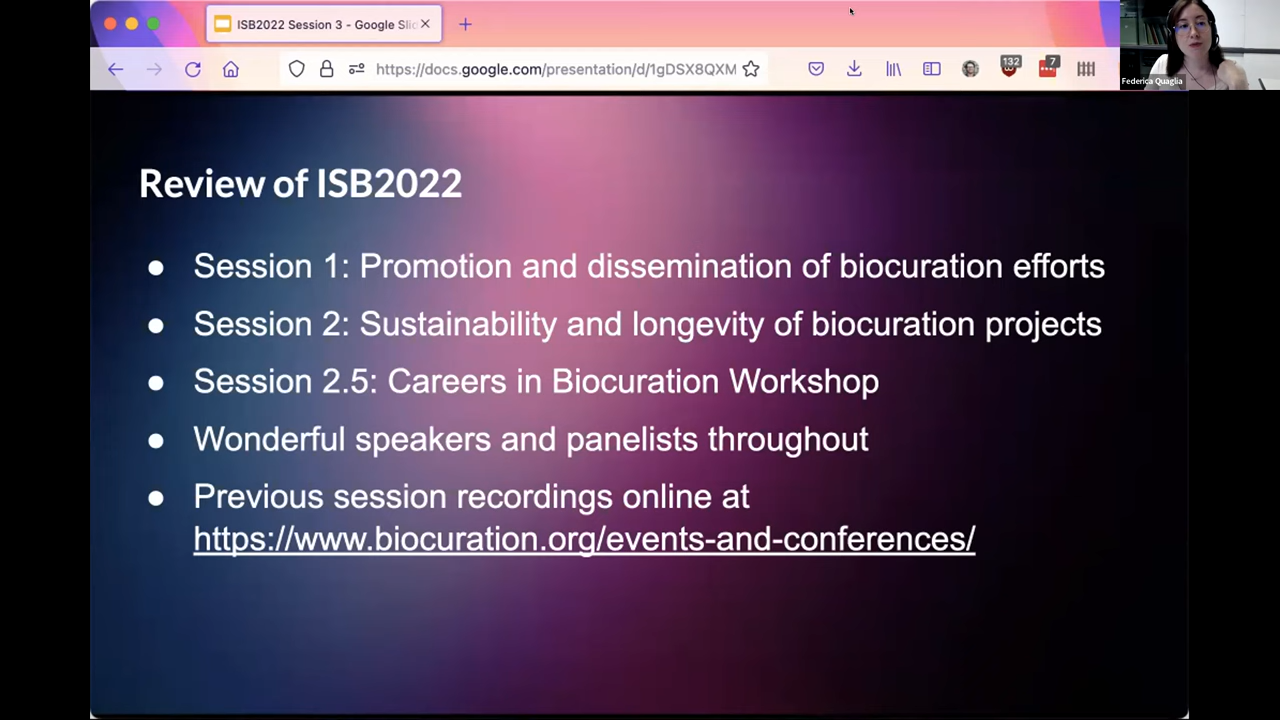 ISB2022 Session 3 - Google Slid
https://docs.google.com/presentation/d/1gDSX8QXM
132
7
Federica Quaglia
Review of ISB2022
● Session 1: Promotion and dissemination of biocuration efforts
● Session 2: Sustainability and longevity of biocuration projects
● Session 2.5: Careers in Biocuration Workshop
● Wonderful speakers and panelists throughout
● Previous session recordings online at
https://www.biocuration.org/events-and-conferences/